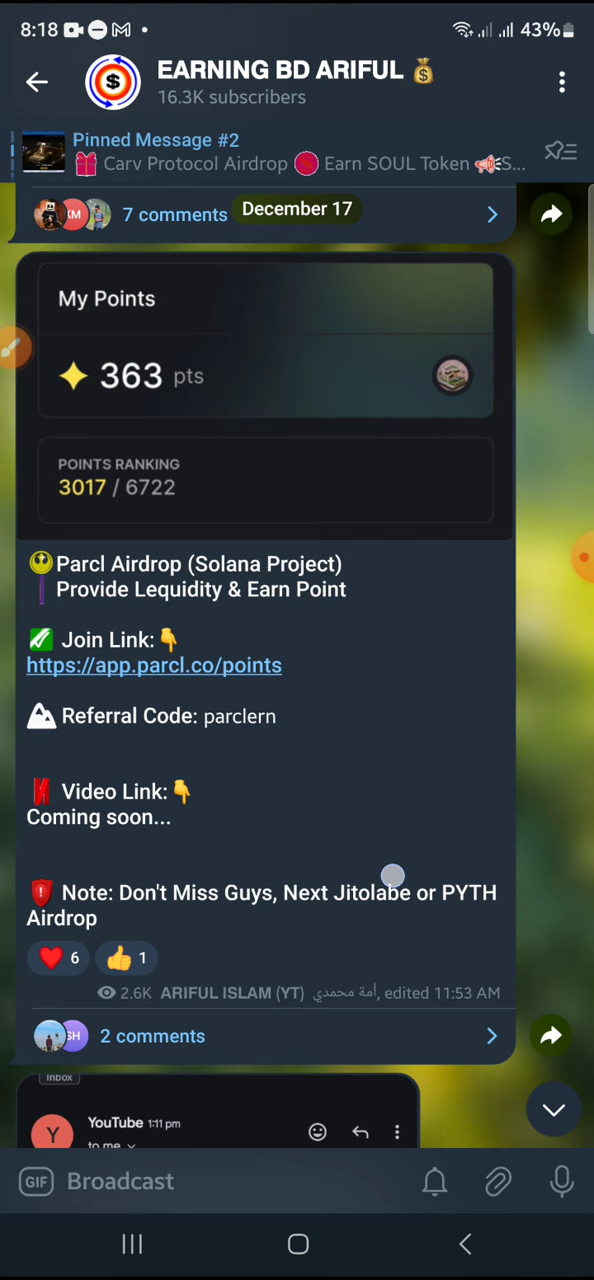 8:18
43%
EARNING BD ARIFUL
16.3K subscribers
Pinned Message #2
Carv Protocol Airdrop Earn SOUL Token S...
KM
7 comments
December 17
My Points
363 pts
POINTS RANKING
3017 / 6722
Parcl Airdrop (Solana Project)
Provide Lequidity & Earn Point
Join Link:
https://app.parcl.co/points
Referral Code: parclern
Video Link:
Coming soon...
Note: Don't Miss Guys, Next Jitolabe or PYTH
Airdrop
6
1
2.6K ARIFUL ISLAM (YT) أمة محمدي, edited 11:53 AM
SH
2 comments
Inbox
Y
YouTube 1:11 pm
to me
GIF
Broadcast